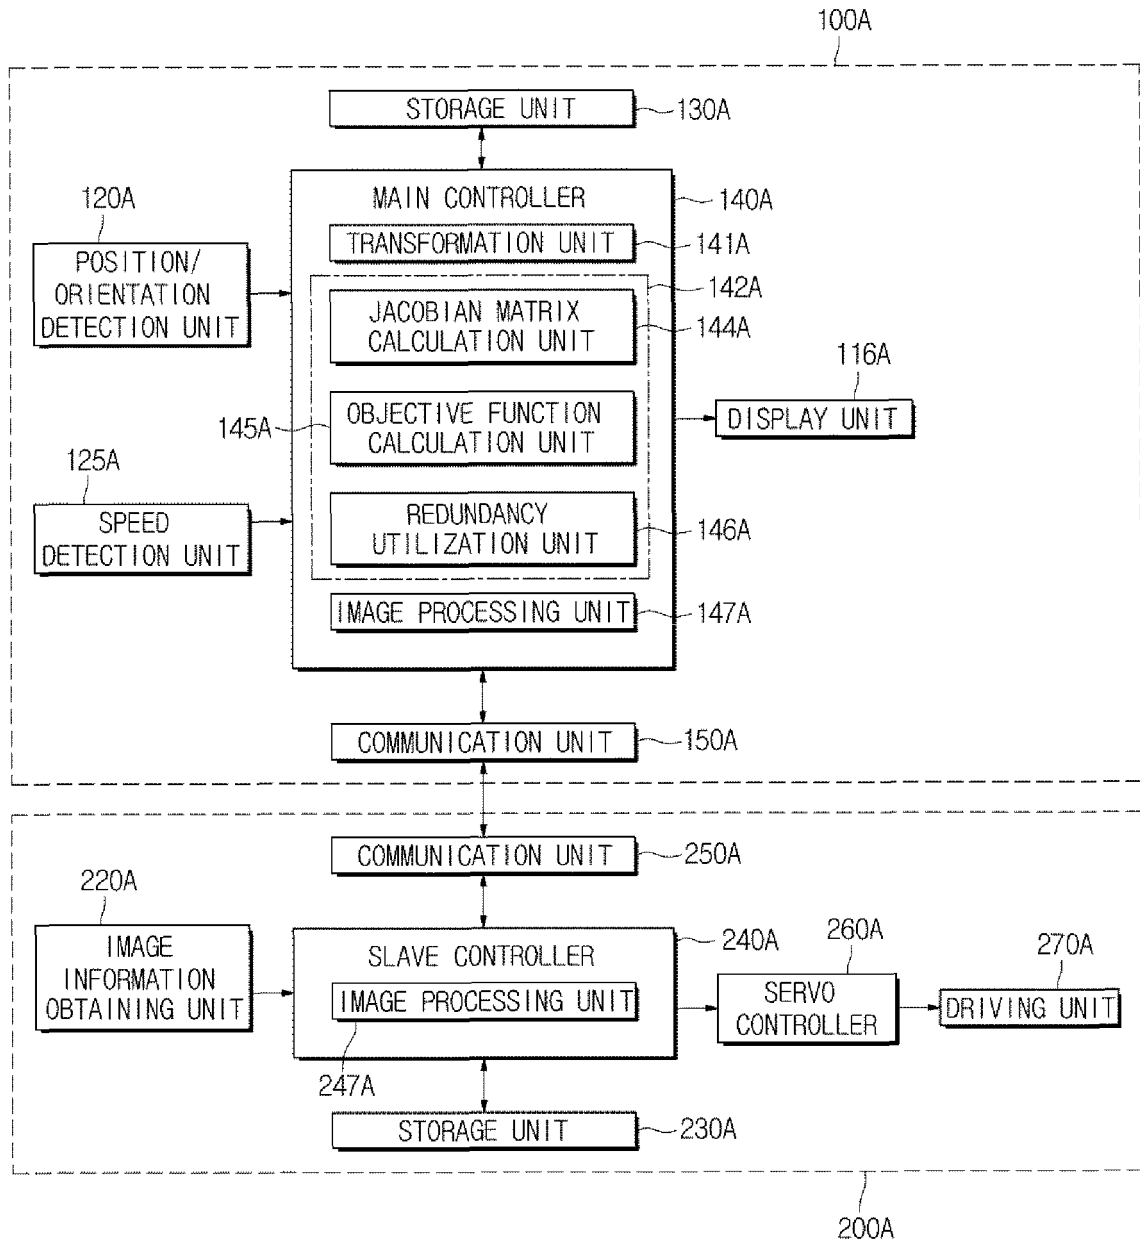 100A
STORAGE UNIT
130A
MAIN CONTROLLER
140A
120A
TRANSFORMATION UNIT
141A
POSITION/
ORIENTATION
DETECTION UNIT
142A
JACOBIAN MATRIX
CALCULATION UNIT
144A
116A
145A
OBJECTIVE FUNCTION
CALCULATION UNIT
DISPLAY UNIT
125A
SPEED
DETECTION UNIT
REDUNDANCY
UTILIZATION UNIT
146A
IMAGE PROCESSING UNIT
147A
COMMUNICATION UNIT
150A
COMMUNICATION UNIT
250A
220A
IMAGE
INFORMATION
OBTAINING UNIT
SLAVE CONTROLLER
240A
IMAGE PROCESSING UNIT
247A
260A
SERVO
CONTROLLER
270A
DRIVING UNIT
STORAGE UNIT
230A
200A